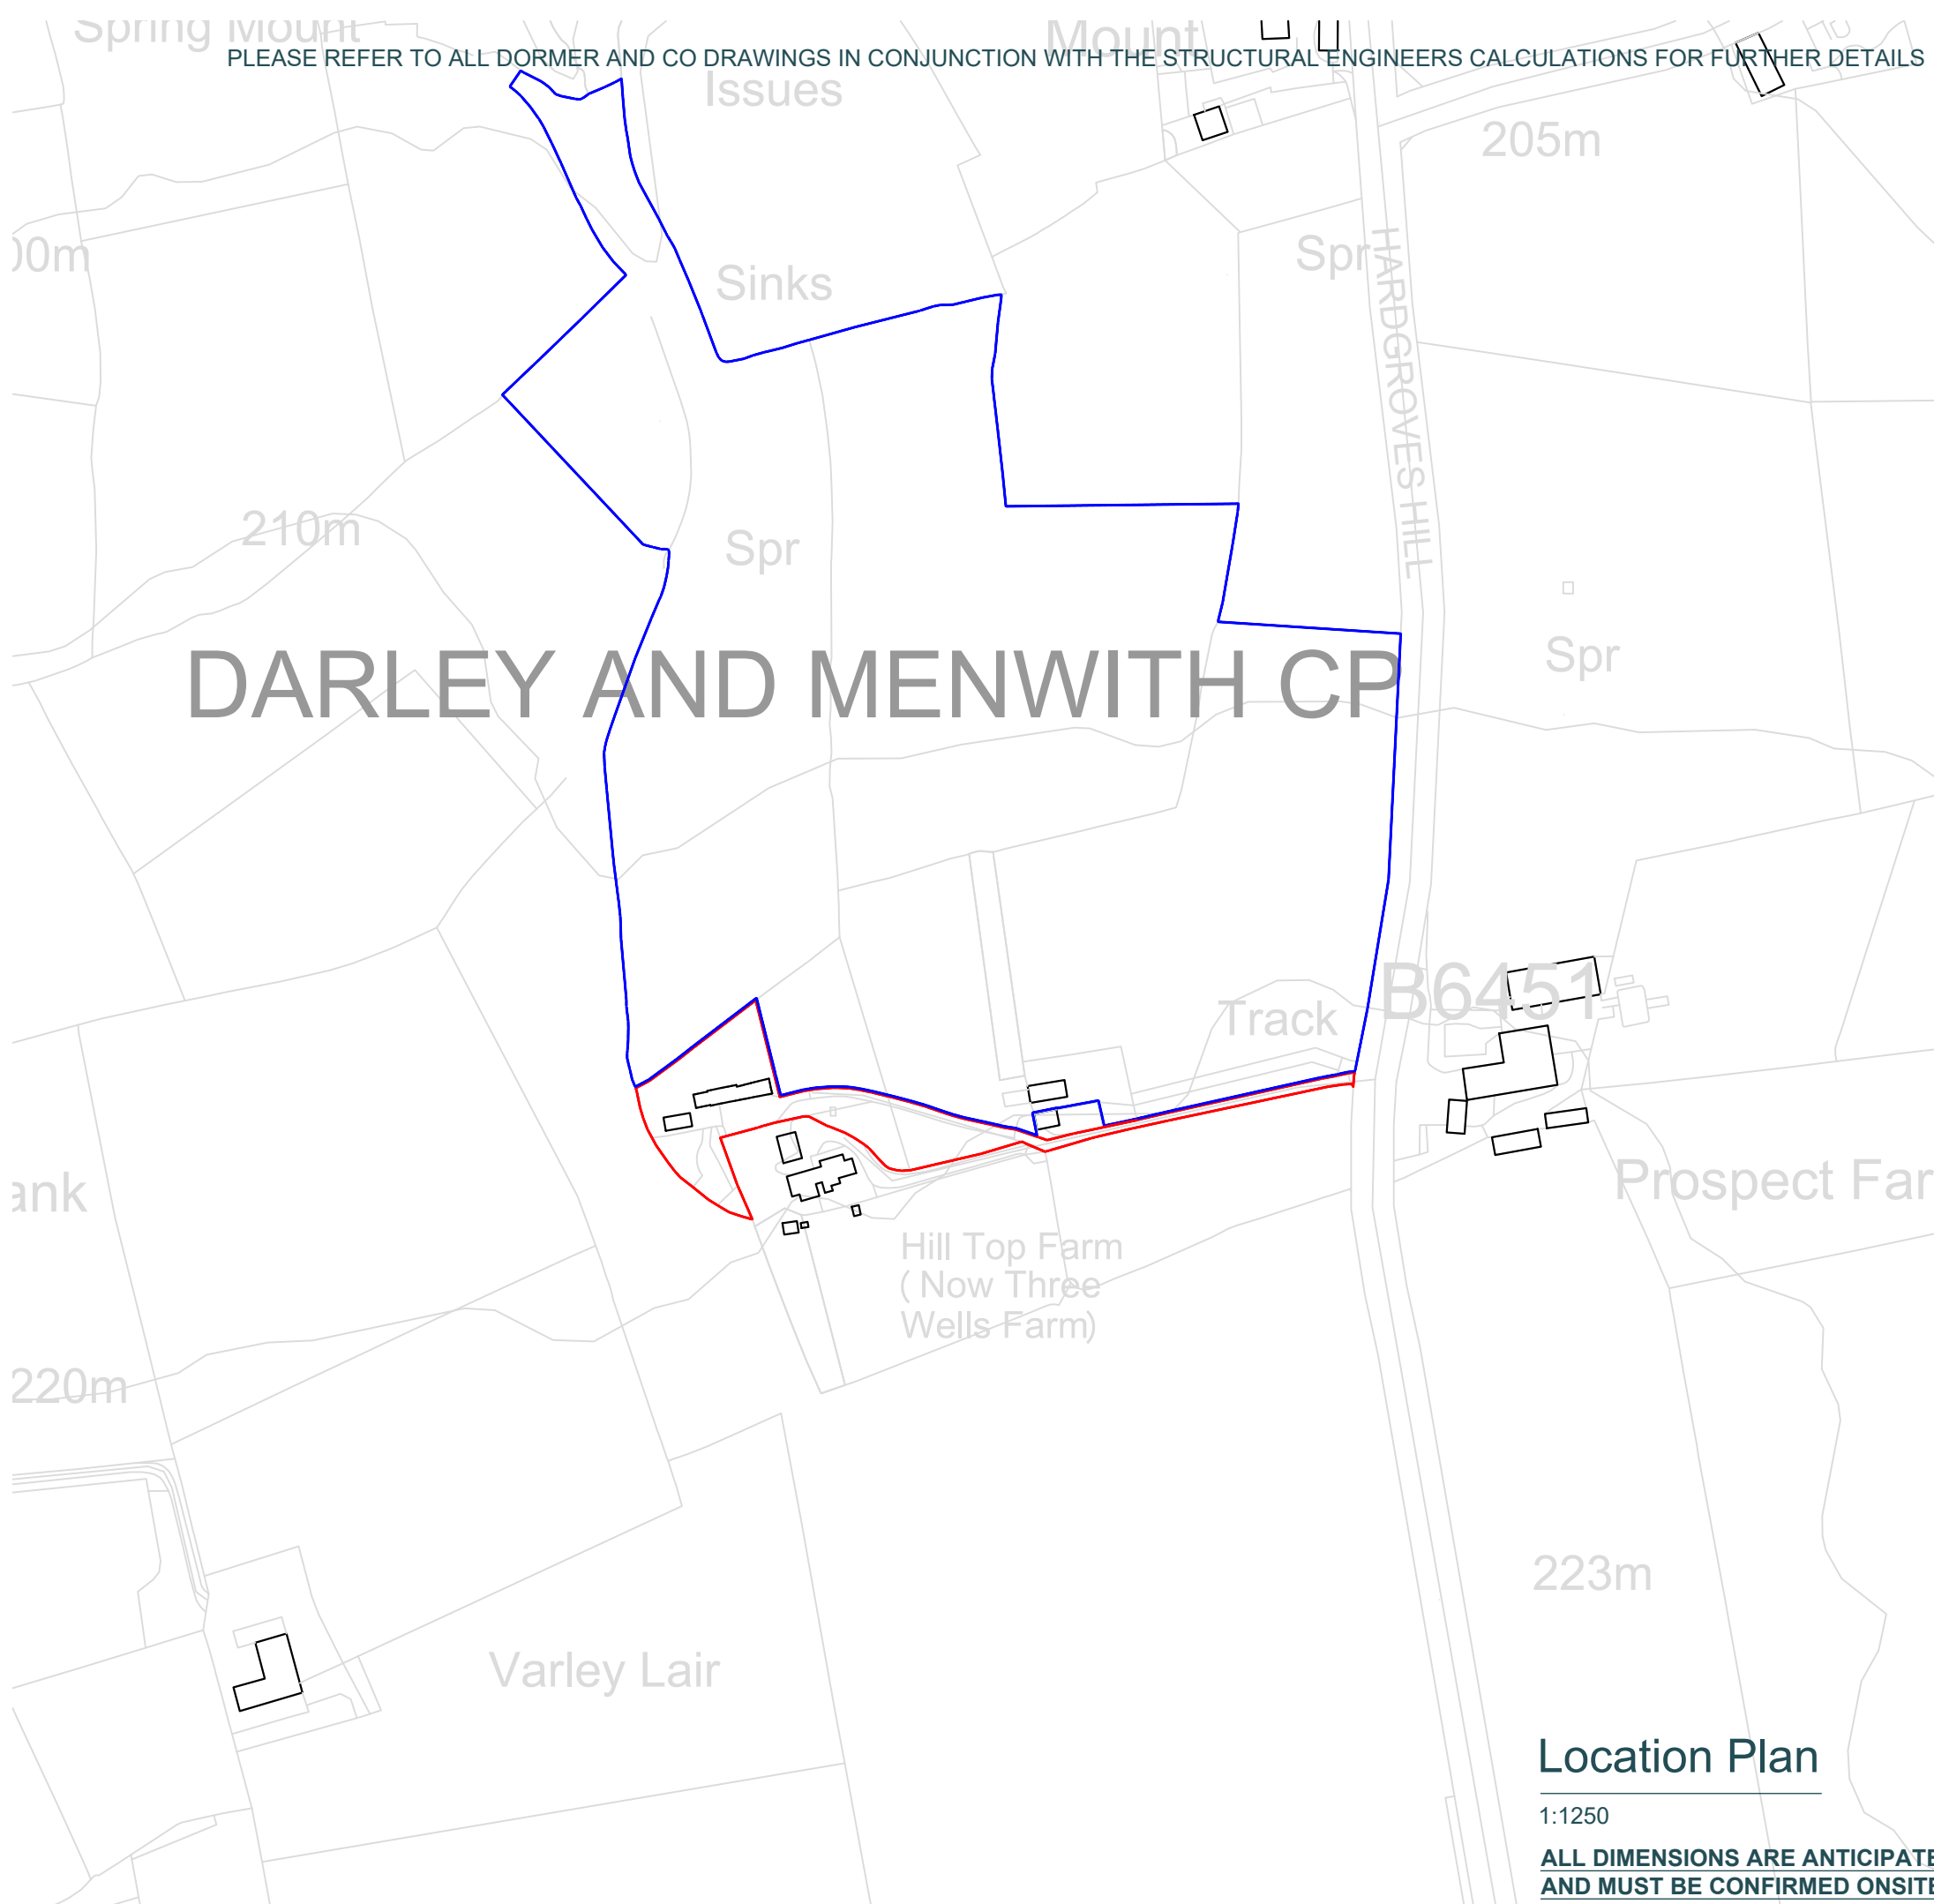 Spring Mount
Mount
PLEASE REFER TO ALL DORMER AND CO DRAWINGS IN CONJUNCTION WITH THE STRUCTURAL ENGINEERS CALCULATIONS FOR FURTHER DETAILS
Issues
205m
00m
Spr
Sinks
HARDGROVES HILL
210m
Spr
Spr
DARLEY AND MENWITH CP
B6451
Track
ank
Prospect Far
Hill Top Farm
( Now Three
Wells Farm)
220m
223m
Varley Lair
Location Plan
1:1250
ALL DIMENSIONS ARE ANTICIPATE
AND MUST BE CONFIRMED ONSITE